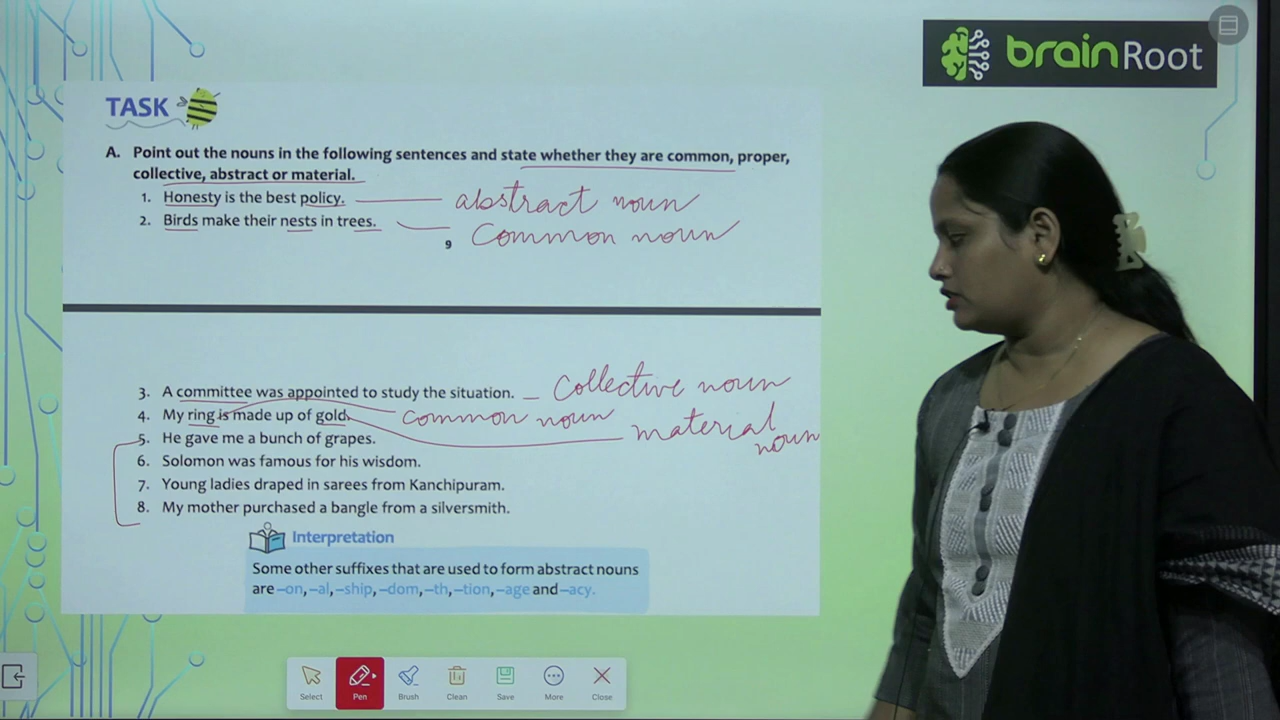 brainRoot
TASK
A. Point out the nouns in the following sentences and state whether they are common, proper,
collective, abstract or material.
1. Honesty is the best policy. abstract noun
2. Birds make their nests in trees. Common noun
9
3. A committee was appointed to study the situation. Collective noun
4. My ring is made up of gold. common noun material
noun
5. He gave me a bunch of grapes.
6. Solomon was famous for his wisdom.
7. Young ladies draped in sarees from Kanchipuram.
8. My mother purchased a bangle from a silversmith.
Interpretation
Some other suffixes that are used to form abstract nouns
are –on, –al, –ship, –dom, –th, –tion, –age and –acy.
Select Pen Brush Clean Save More Close